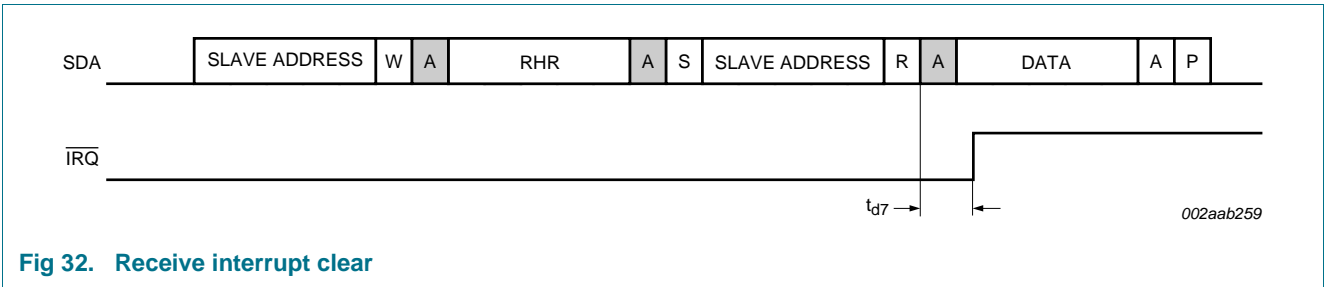 SDA SLAVE ADDRESS W A RHR A S SLAVE ADDRESS R A DATA A P
IRQ
td7
002aab259
Fig 32. Receive interrupt clear